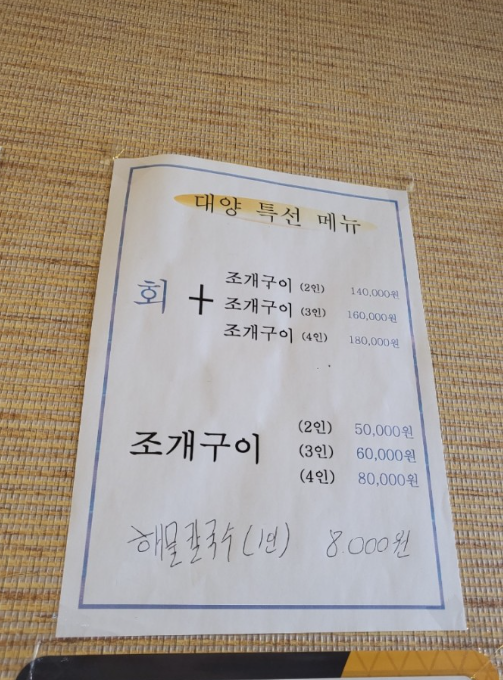 대양 특선 메뉴
조개구이 (2인) 140,000원
회 + 조개구이 (3인) 160,000원
조개구이 (4인) 180,000원
(2인) 50,000원
조개구이 (3인) 60,000원
(4인) 80,000원
해물칼국수 (1인) 8.000원